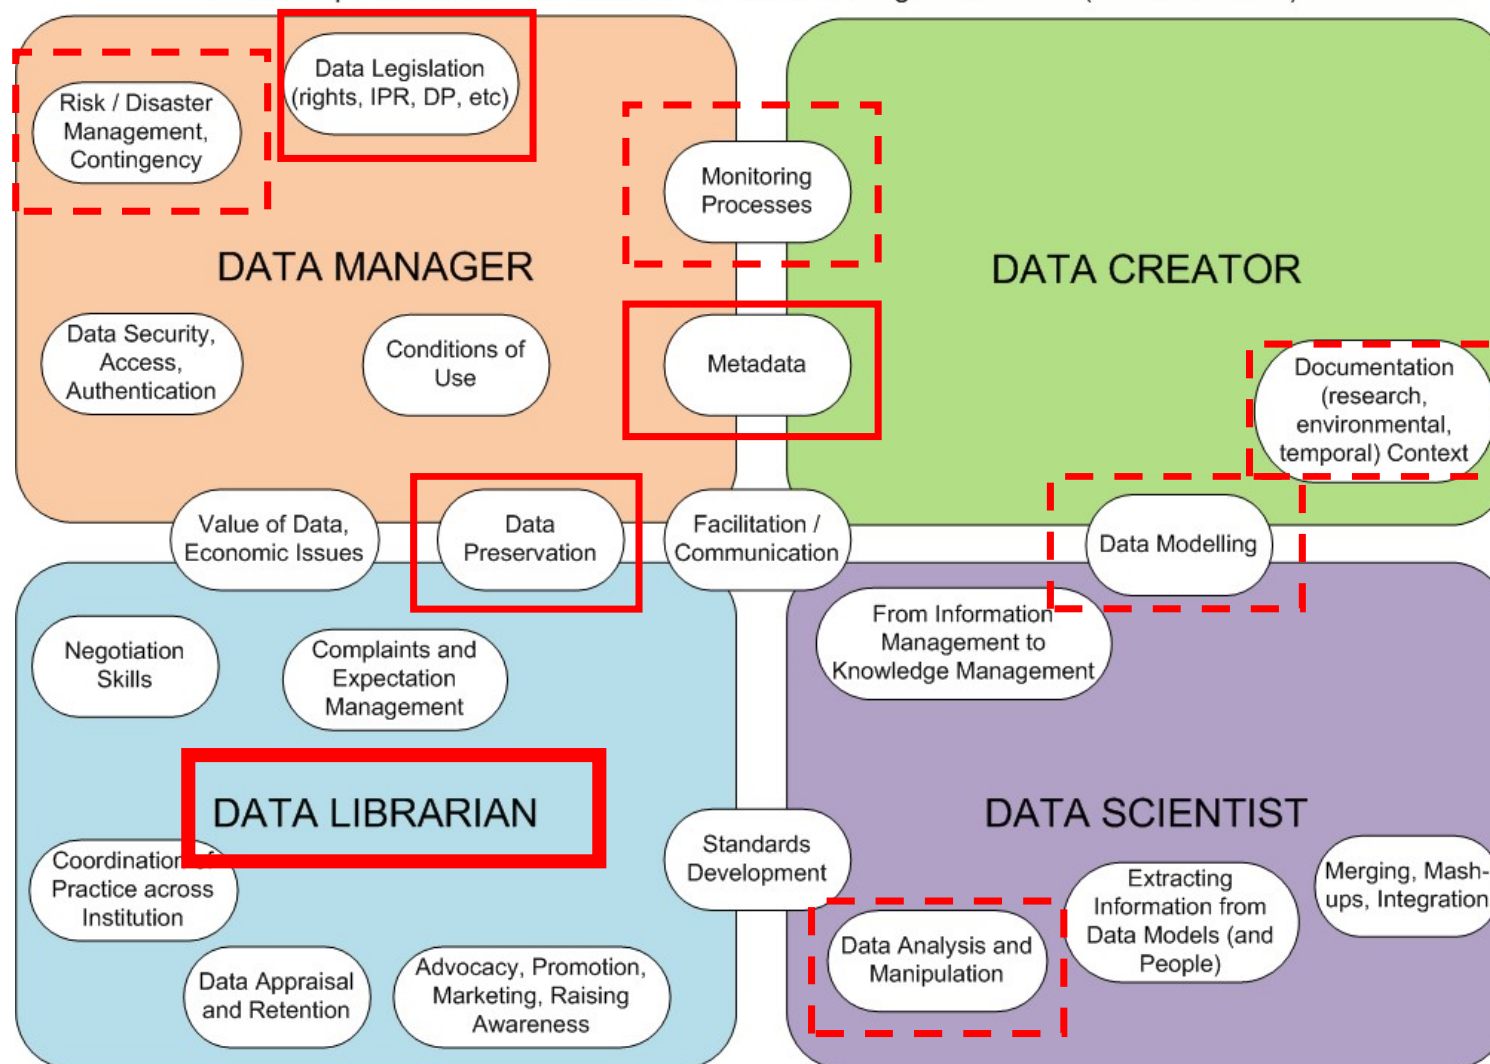 Data Legislation
(rights, IPR, DP, etc)
Risk / Disaster
Management,
Contingency
Monitoring
Processes
DATA MANAGER
DATA CREATOR
Data Security,
Access,
Authentication
Conditions of
Use
Metadata
Documentation
(research,
environmental,
temporal) Context
Value of Data,
Economic Issues
Data
Preservation
Facilitation /
Communication
Data Modelling
Negotiation
Skills
Complaints and
Expectation
Management
From Information
Management to
Knowledge Management
DATA LIBRARIAN
DATA SCIENTIST
Coordination of
Practice across
Institution
Standards
Development
Data Analysis and
Manipulation
Extracting
Information from
Data Models (and
People)
Merging, Mash-
ups, Integration
Data Appraisal
and Retention
Advocacy, Promotion,
Marketing, Raising
Awareness